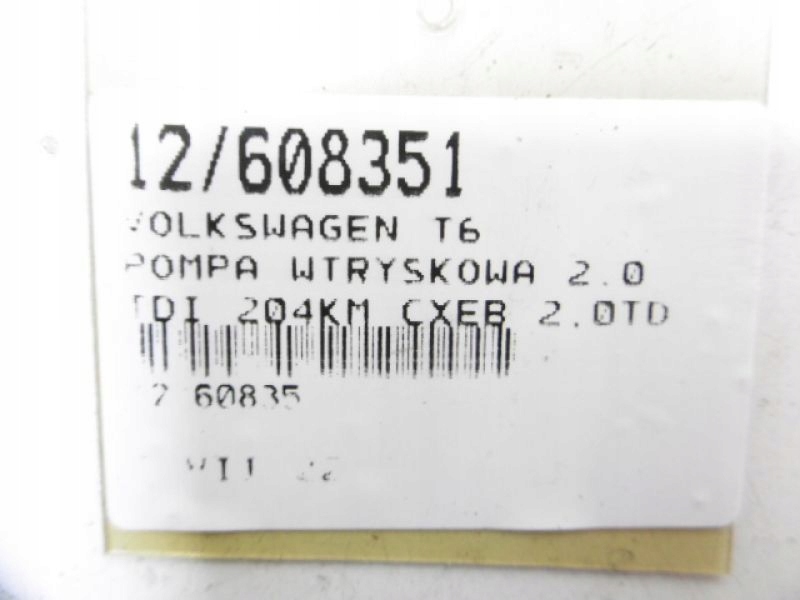 12/608351
VOLKSWAGEN T6
POMPA WTRYSKOWA 2.0
TDI 204KM CXEB 2.0TD
60835